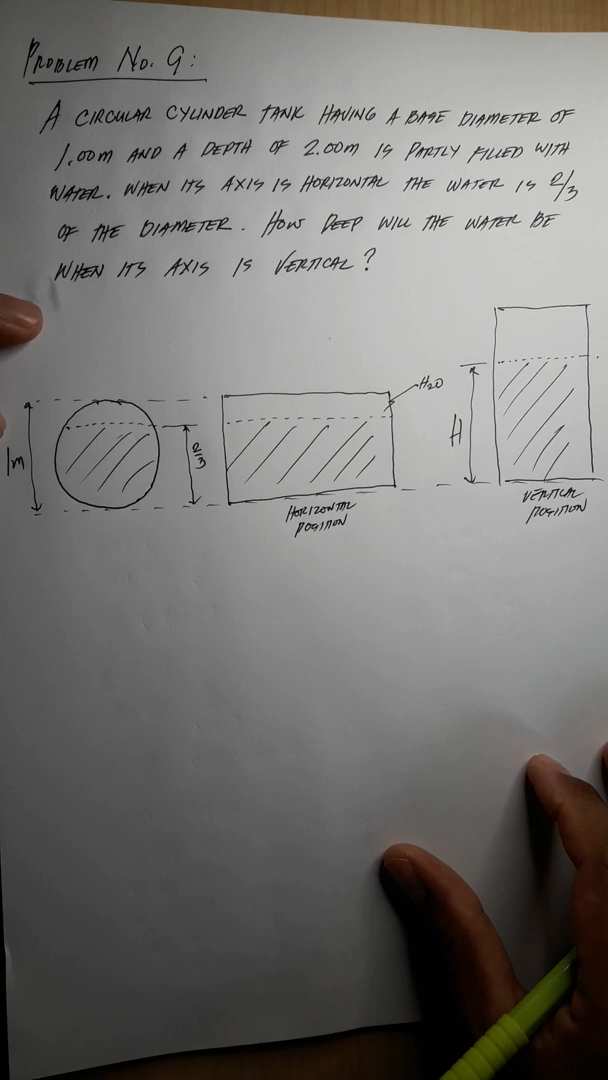 PROBLEM No. 9:
A CIRCULAR CYLINDER TANK HAVING A BASE DIAMETER OF
1.00m AND A DEPTH OF 2.00m IS PARTLY FILLED WITH
WATER. WHEN ITS AXIS IS HORIZONTAL THE WATER IS 2/3
OF THE DIAMETER. HOW DEEP WILL THE WATER BE
WHEN ITS AXIS IS VERTICAL?
1m
2/3
H2O
HORIZONTAL
POSITION
H
VERTICAL
POSITION